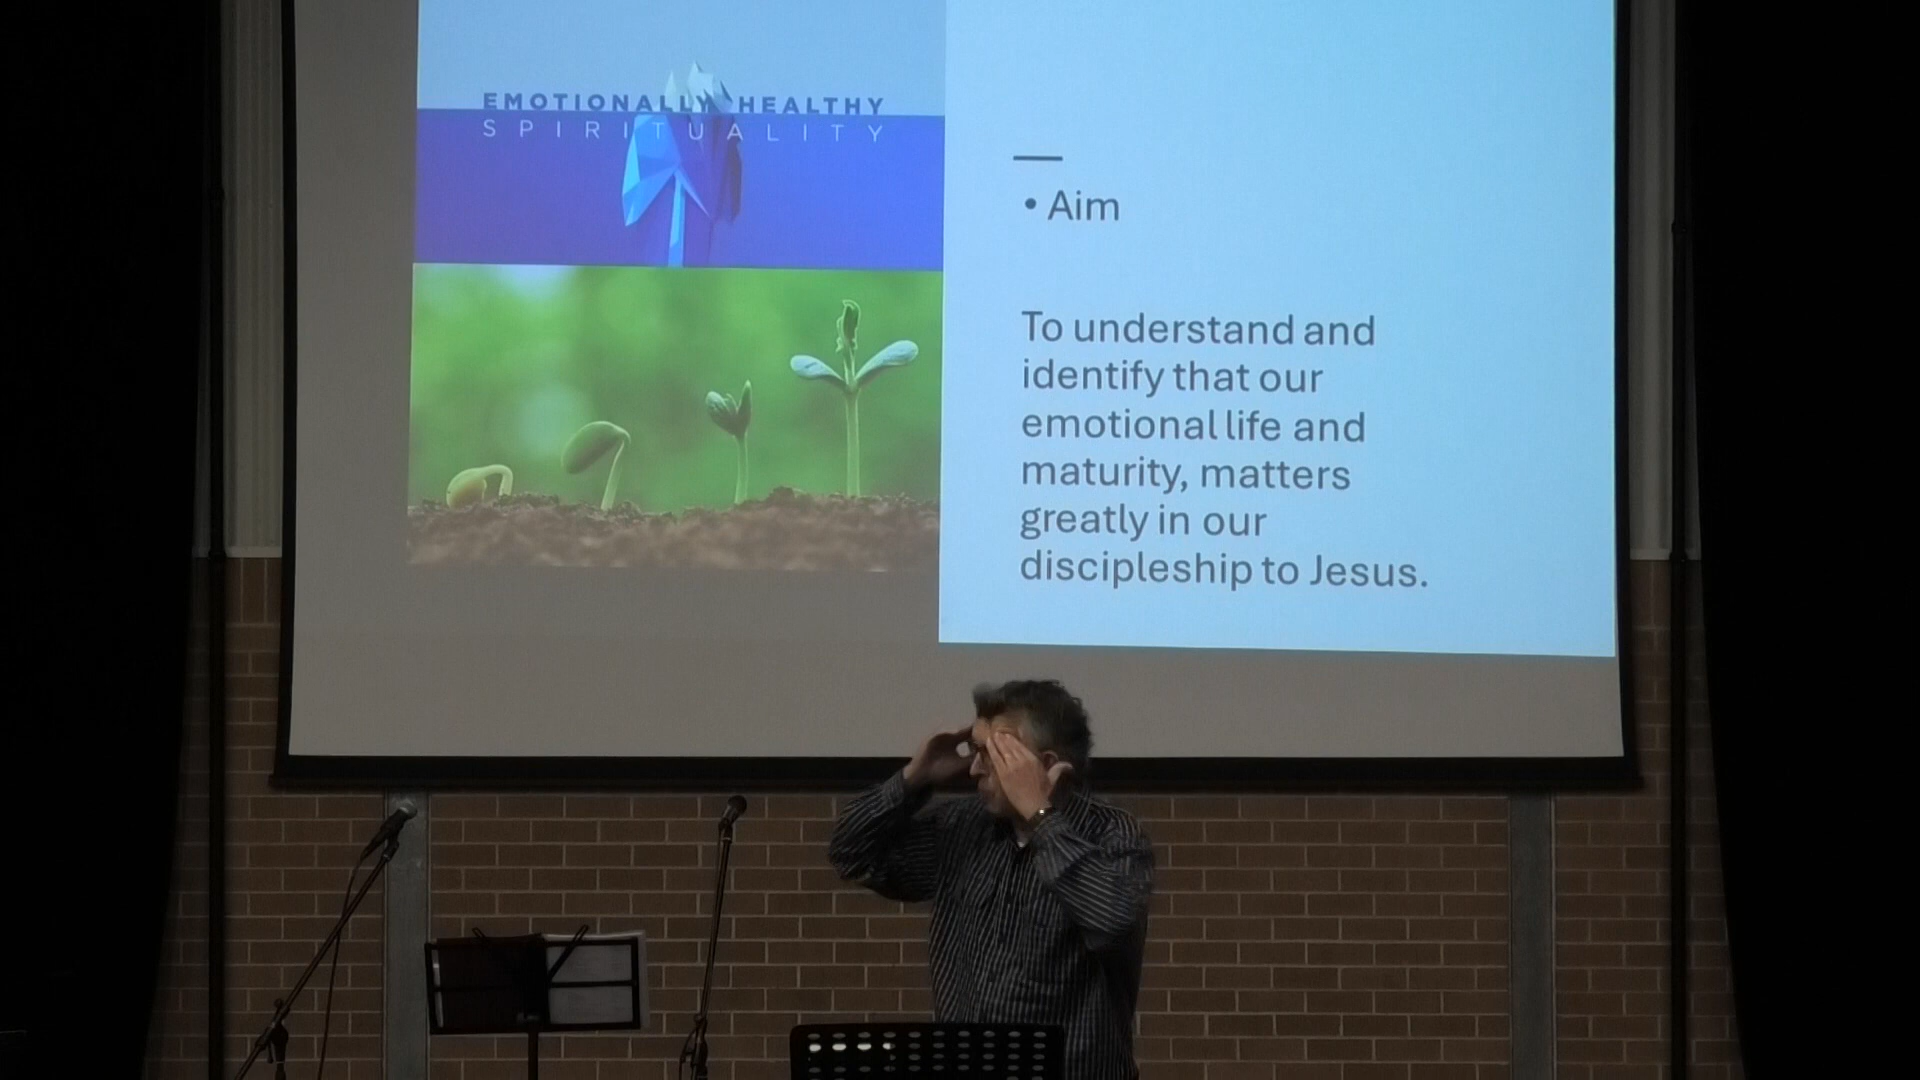 EMOTIONALLY HEALTHY
SPIRITUALITY
• Aim
To understand and
identify that our
emotional life and
maturity, matters
greatly in our
discipleship to Jesus.